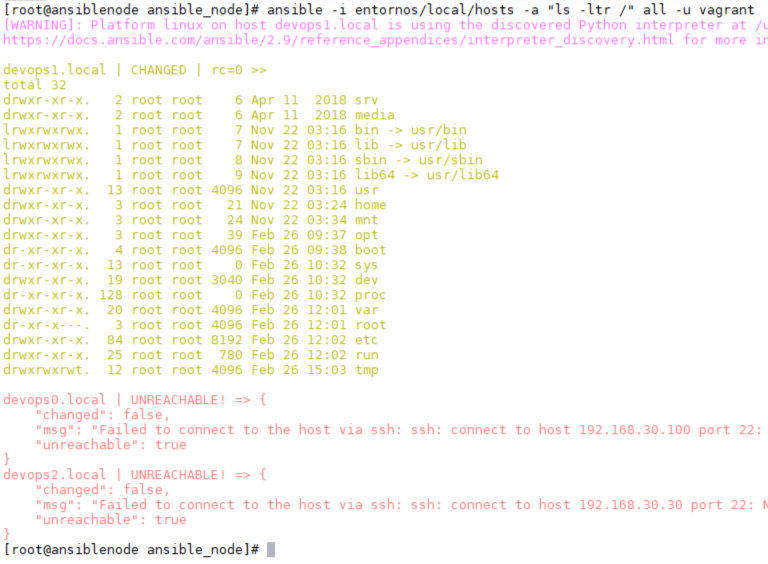 [root@ansiblenode ansible_node]# ansible -i entornos/local/hosts -a "ls -ltr /" all -u vagrant
[WARNING]: Platform linux on host devops1.local is using the discovered Python interpreter at
https://docs.ansible.com/ansible/2.9/reference_appendices/interpreter_discovery.html for more
devops1.local | CHANGED | rc=0 >>
total 32
drwxr-xr-x.   2 root root    6 Apr 11  2018 srv
drwxr-xr-x.   2 root root    6 Apr 11  2018 media
lrwxrwxrwx.   1 root root    7 Nov 22 03:16 bin -> usr/bin
lrwxrwxrwx.   1 root root    7 Nov 22 03:16 lib -> usr/lib
lrwxrwxrwx.   1 root root    8 Nov 22 03:16 sbin -> usr/sbin
lrwxrwxrwx.   1 root root    9 Nov 22 03:16 lib64 -> usr/lib64
drwxr-xr-x.  13 root root 4096 Nov 22 03:16 usr
drwxr-xr-x.   3 root root   21 Nov 22 03:24 home
drwxr-xr-x.   3 root root   24 Nov 22 03:34 mnt
drwxr-xr-x.   3 root root   39 Feb 26 09:37 opt
dr-xr-xr-x.   4 root root 4096 Feb 26 09:38 boot
dr-xr-xr-x.  13 root root    0 Feb 26 10:32 sys
drwxr-xr-x.  19 root root 3040 Feb 26 10:32 dev
dr-xr-xr-x. 128 root root    0 Feb 26 10:32 proc
drwxr-xr-x.  20 root root 4096 Feb 26 12:01 var
dr-xr-x---.   3 root root 4096 Feb 26 12:01 root
drwxr-xr-x.  84 root root 8192 Feb 26 12:02 etc
drwxr-xr-x.  25 root root  780 Feb 26 12:02 run
drwxrwxrwt.  12 root root 4096 Feb 26 15:03 tmp
devops0.local | UNREACHABLE! => {
    "changed": false,
    "msg": "Failed to connect to the host via ssh: ssh: connect to host 192.168.30.100 port 22:
    "unreachable": true
}
devops2.local | UNREACHABLE! => {
    "changed": false,
    "msg": "Failed to connect to the host via ssh: ssh: connect to host 192.168.30.30 port 22:
    "unreachable": true
}
[root@ansiblenode ansible_node]#